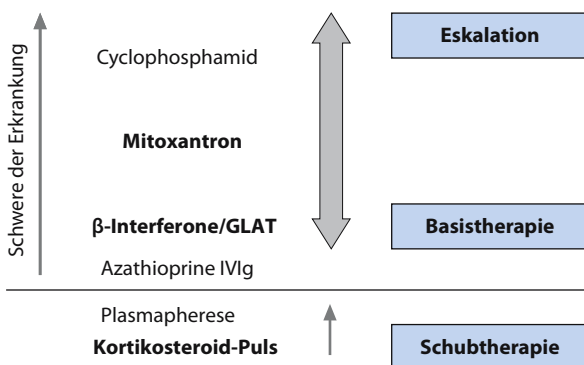 Schwere der Erkrankung
Eskalation
Cyclophosphamid
Mitoxantron
β-Interferone/GLAT
Basistherapie
Azathioprine IVIg
Plasmapherese
Kortikosteroid-Puls
Schubtherapie